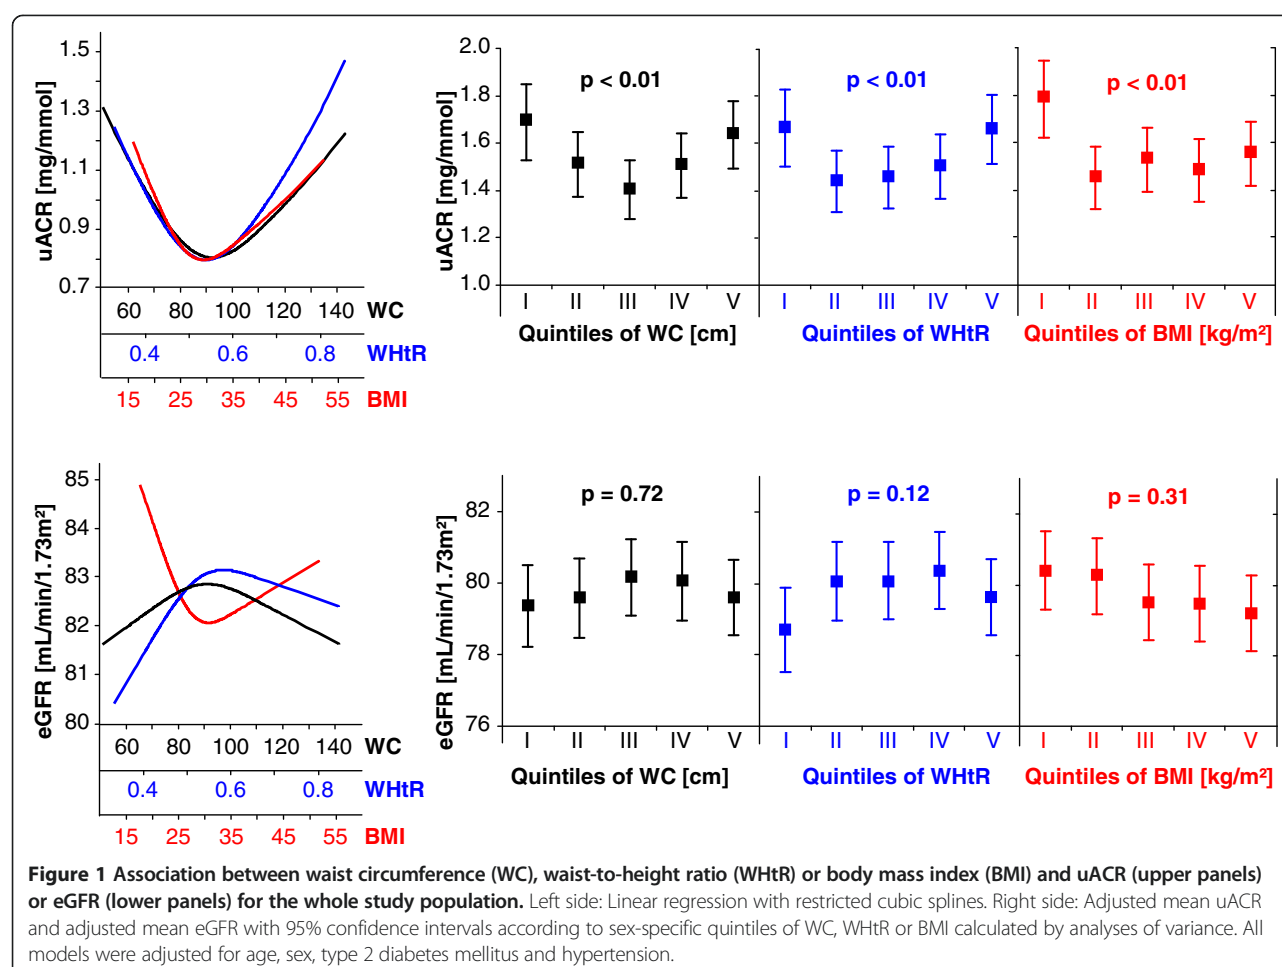 uACR [mg/mmol]
1.5
1.3
1.1
0.9
0.7
60 80 100 120 140 WC
0.4 0.6 0.8 WHtR
15 25 35 45 55 BMI
uACR [mg/mmol]
2.0
1.8
1.6
1.4
1.2
1.0
p < 0.01
p < 0.01
p < 0.01
I II III IV V
I II III IV V
I II III IV V
Quintiles of WC [cm]
Quintiles of WHtR
Quintiles of BMI [kg/m²]
eGFR [mL/min/1.73m²]
85
84
83
82
81
80
60 80 100 120 140 WC
0.4 0.6 0.8 WHtR
15 25 35 45 55 BMI
eGFR [mL/min/1.73m²]
82
80
78
76
p = 0.72
p = 0.12
p = 0.31
I II III IV V
I II III IV V
I II III IV V
Quintiles of WC [cm]
Quintiles of WHtR
Quintiles of BMI [kg/m²]
Figure 1 Association between waist circumference (WC), waist-to-height ratio (WHtR) or body mass index (BMI) and uACR (upper panels)
or eGFR (lower panels) for the whole study population. Left side: Linear regression with restricted cubic splines. Right side: Adjusted mean uACR
and adjusted mean eGFR with 95% confidence intervals according to sex-specific quintiles of WC, WHtR or BMI calculated by analyses of variance. All
models were adjusted for age, sex, type 2 diabetes mellitus and hypertension.